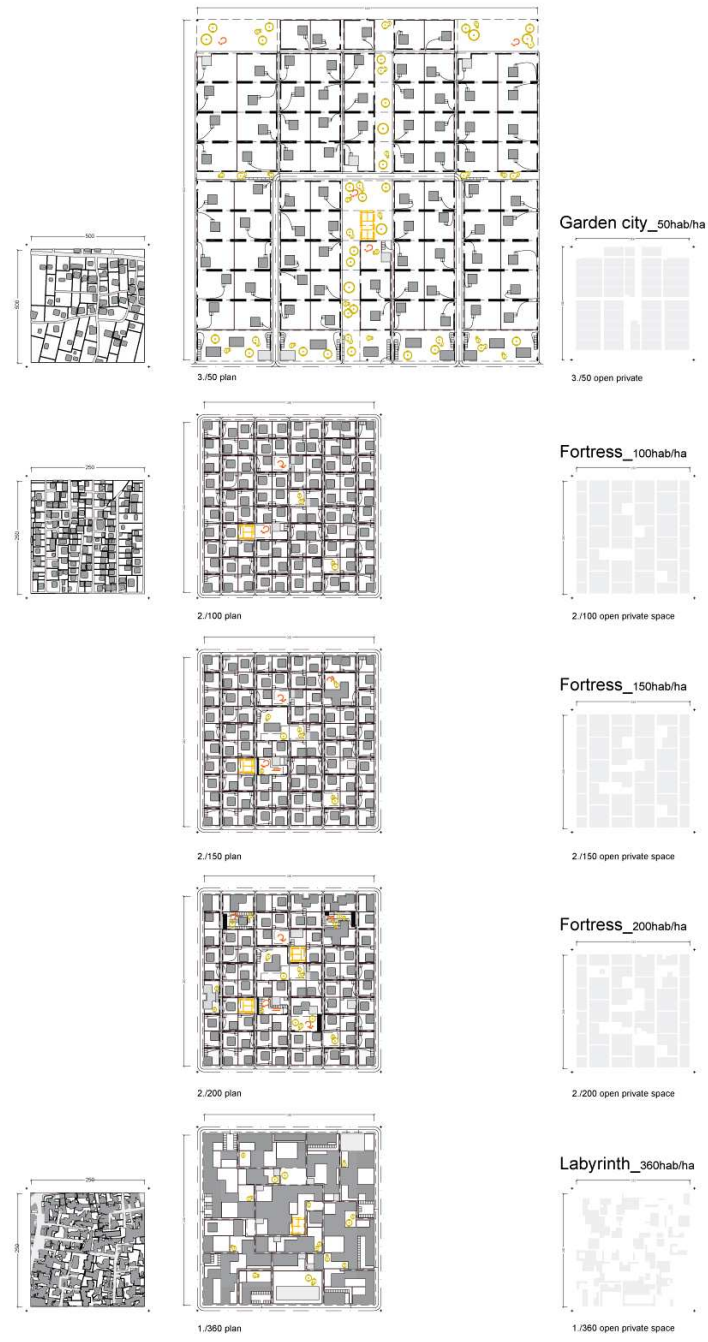 500
500
Garden city_50hab/ha
3./50 plan
3./50 open private
250
250
Fortress_100hab/ha
2./100 plan
2./100 open private space
Fortress_150hab/ha
2./150 plan
2./150 open private space
Fortress_200hab/ha
2./200 plan
2./200 open private space
250
250
Labyrinth_360hab/ha
1./360 plan
1./360 open private space